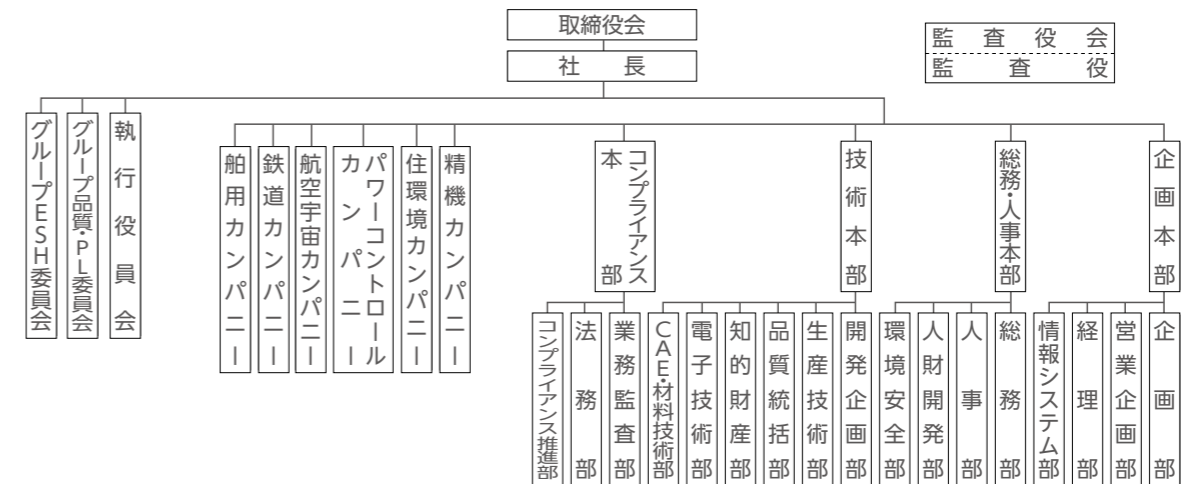 取締役会
社長
監査役会
監査役
執行役員会
グループ品質・PL委員会
グループESH委員会
企画本部
総務・人事本部
技術本部
コンプライアンス
本部
精機カンパニー
住環境カンパニー
パワーコントロール
カンパニー
航空宇宙カンパニー
鉄道カンパニー
舶用カンパニー
企画部
営業企画部
経理部
情報システム部
総務部
人事部
人財開発部
環境安全部
開発企画部
生産技術部
品質統括部
知的財産部
電子技術部
CAE・材料技術部
業務監査部
法務部
コンプライアンス推進部